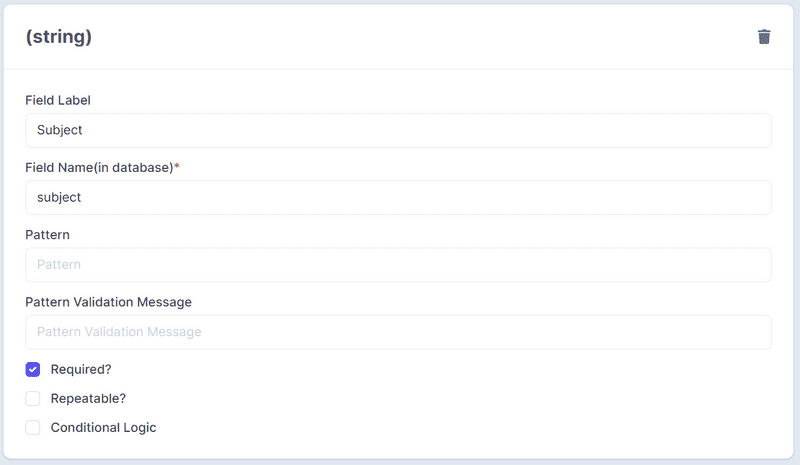 (string)
Field Label
Subject
Field Name(in database)*
subject
Pattern
Pattern
Pattern Validation Message
Pattern Validation Message
Required?
Repeatable?
Conditional Logic